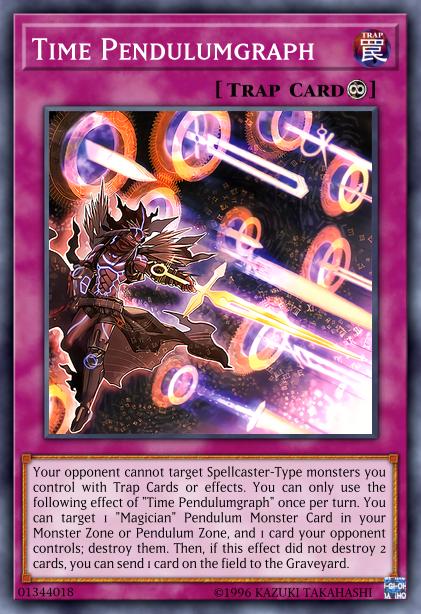 TIME PENDULUMGRAPH
TRAP
罠
[TRAP CARD]
Your opponent cannot target Spellcaster-Type monsters you
control with Trap Cards or effects. You can only use the
following effect of "Time Pendulumgraph" once per turn. You
can target 1 "Magician" Pendulum Monster Card in your
Monster Zone or Pendulum Zone, and 1 card your opponent
controls; destroy them. Then, if this effect did not destroy 2
cards, you can send 1 card on the field to the Graveyard.
01344018
©1996 KAZUKI TAKAHASHI